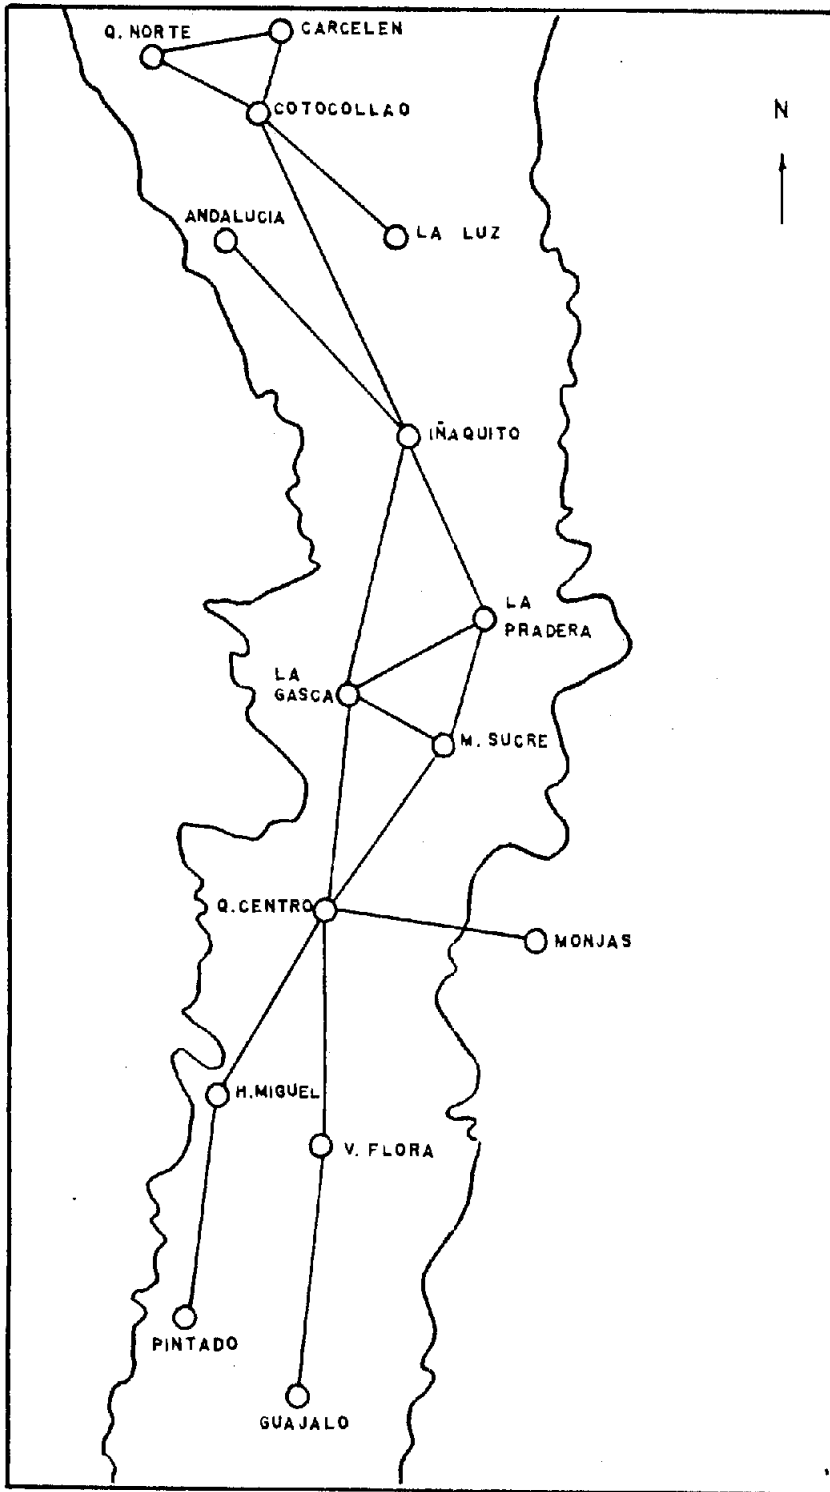 Q. NORTE
CARCELEN
COTOCOLLAO
N
ANDALUCIA
LA LUZ
IÑAQUITO
LA
PRADERA
LA
GASCA
M. SUCRE
Q. CENTRO
MONJAS
H. MIGUEL
V. FLORA
PINTADO
GUAJALO